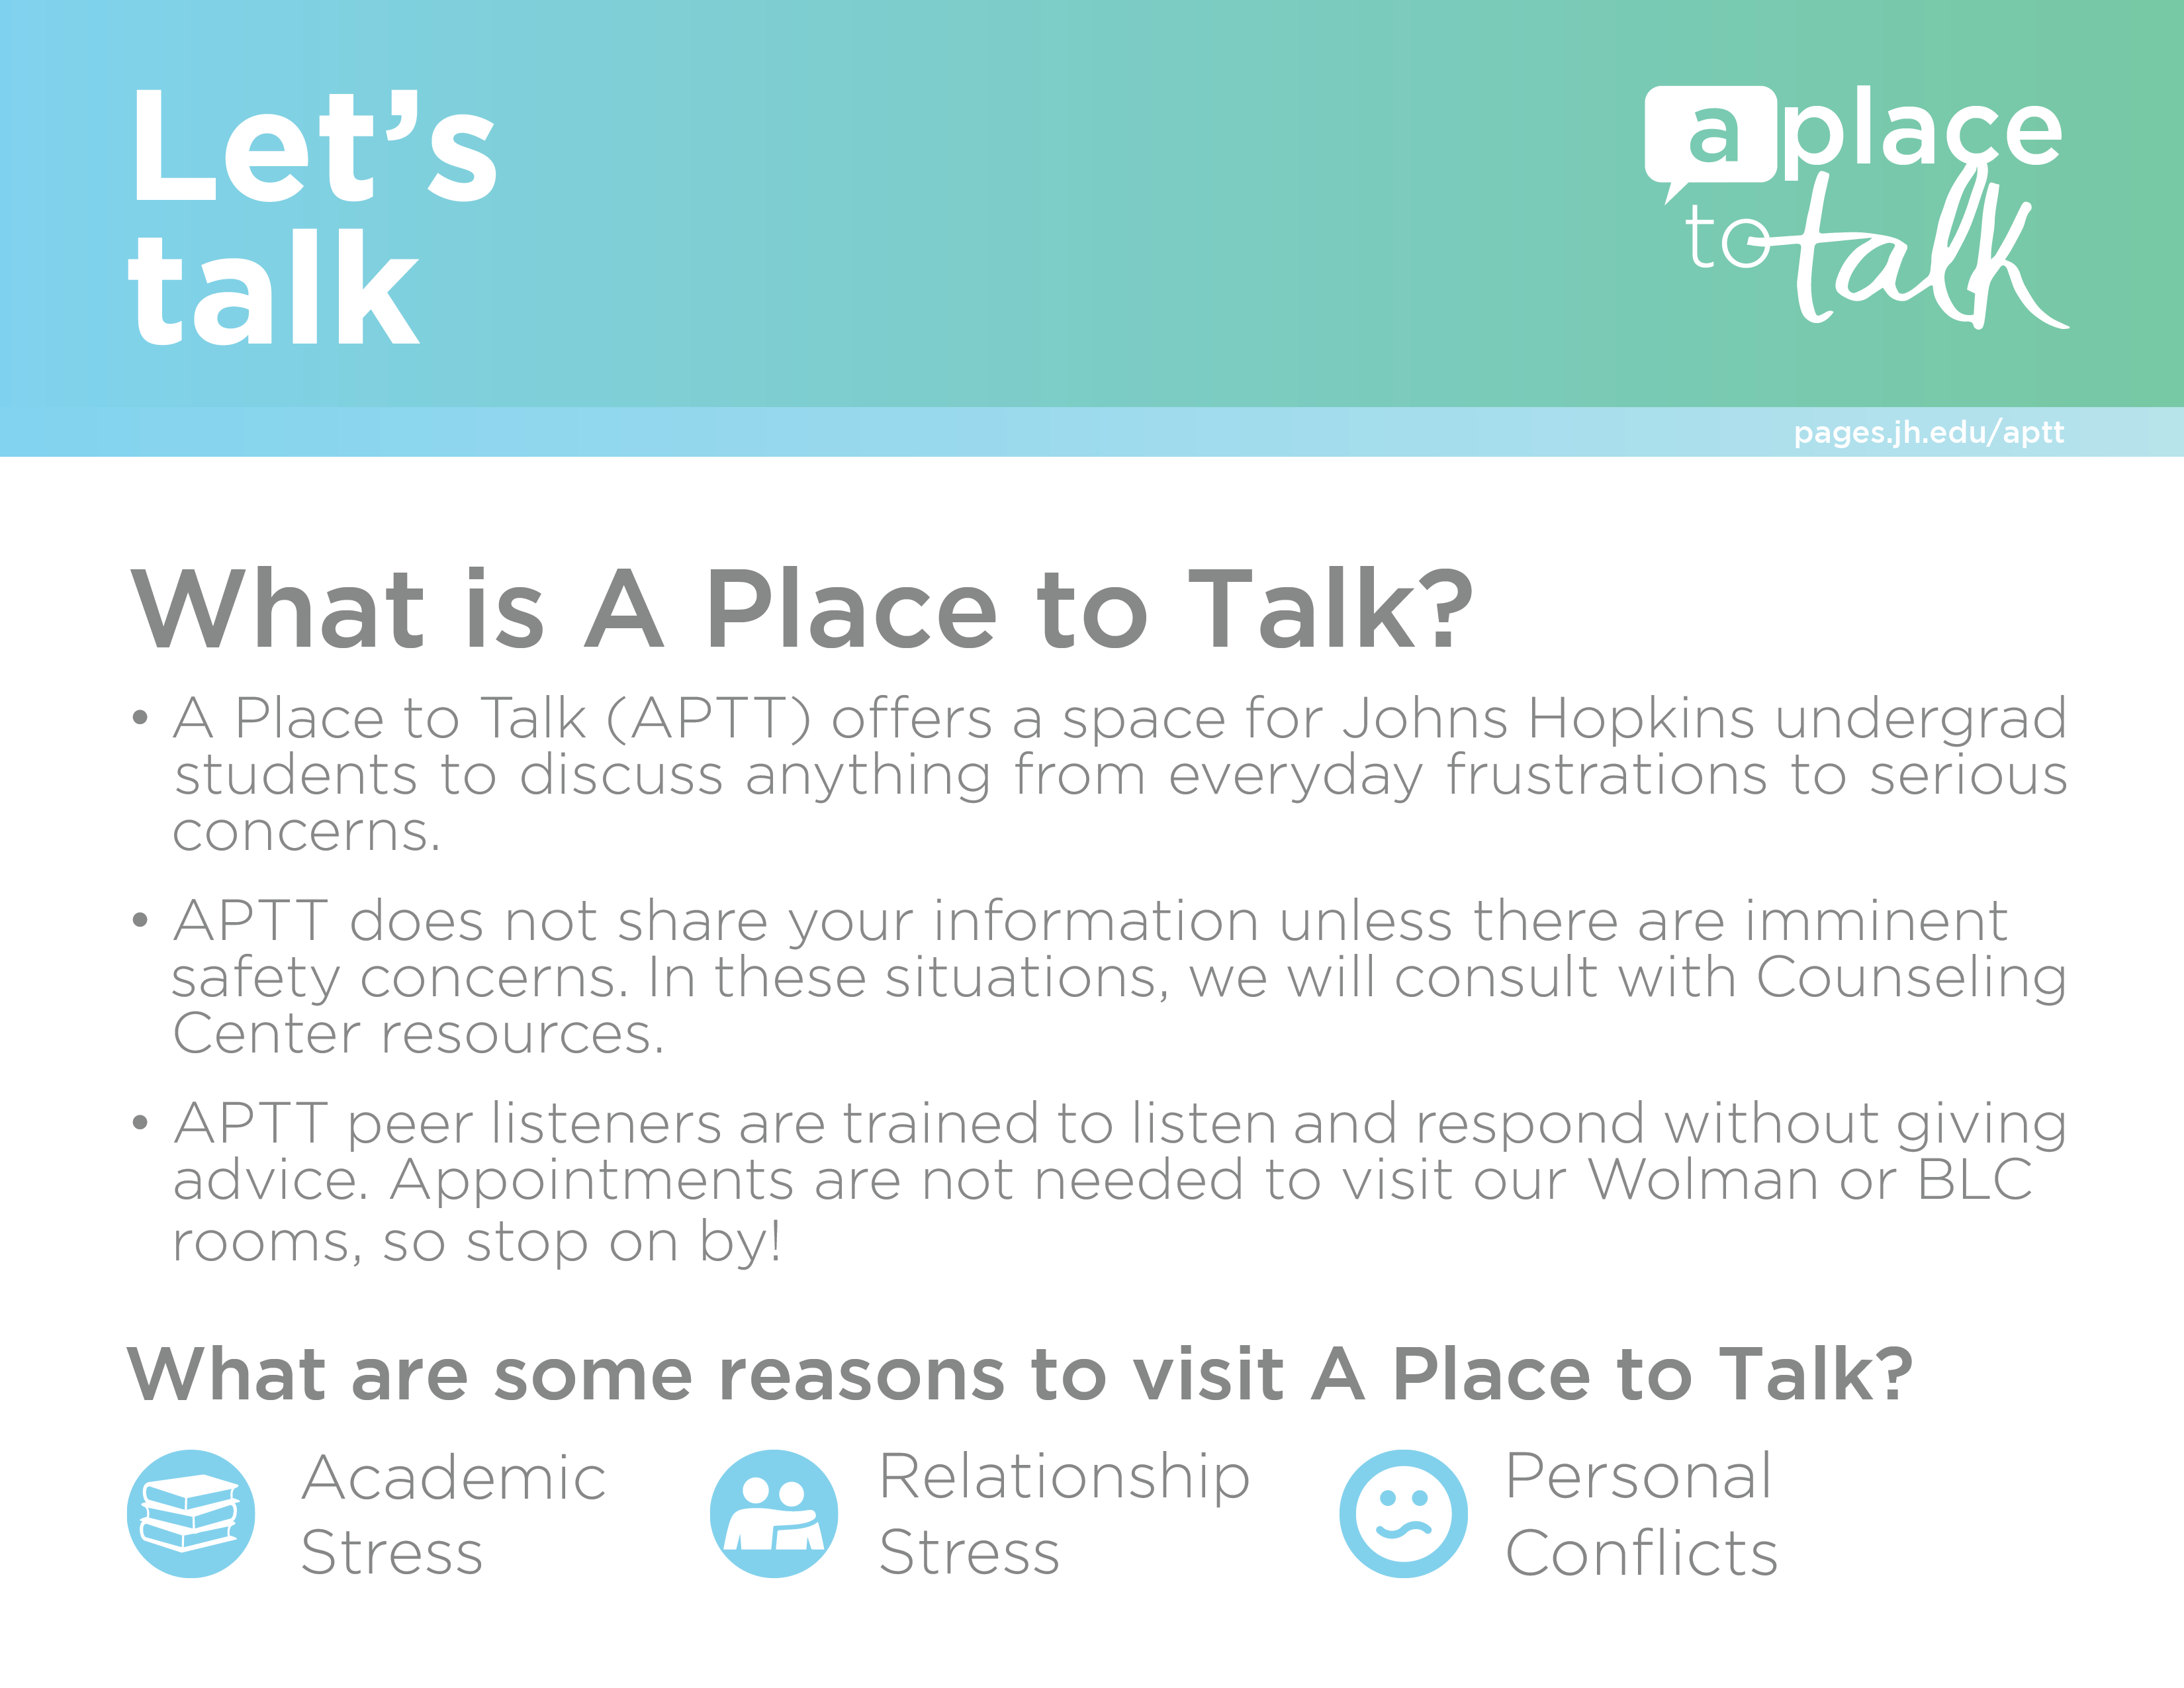 Let's
talk
a place
to talk
pages.jh.edu/aptt
What is A Place to Talk?
• A Place to Talk (APTT) offers a space for Johns Hopkins undergrad
students to discuss anything from everyday frustrations to serious
concerns.
• APTT does not share your information unless there are imminent
safety concerns. In these situations, we will consult with Counseling
Center resources.
• APTT peer listeners are trained to listen and respond without giving
advice. Appointments are not needed to visit our Wolman or BLC
rooms, so stop on by!
What are some reasons to visit A Place to Talk?
Academic
Stress
Relationship
Stress
Personal
Conflicts